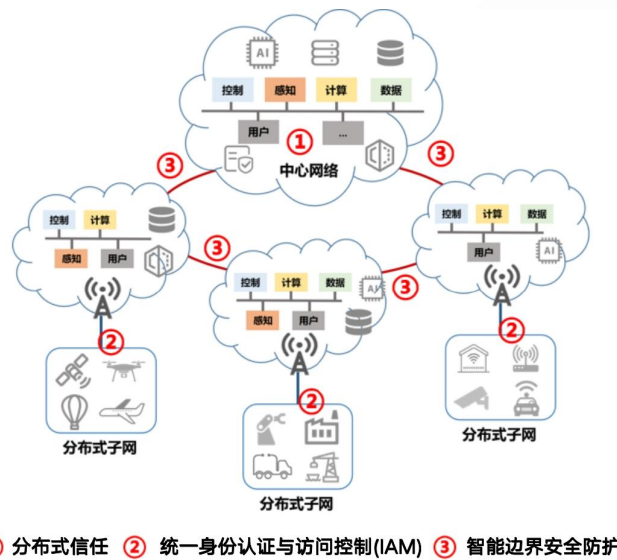 AI
控制 感知 计算 数据
用户 ① ...
中心网络
③ ③
控制 计算
感知 用户
③
控制 计算 数据
用户 AI
控制 计算 数据 AI
感知 用户
③
②
②
②
分布式子网
分布式子网
分布式子网
分布式信任 ② 统一身份认证与访问控制(IAM) ③ 智能边界安全防护